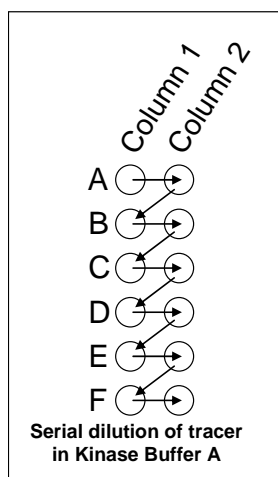 Column 1
Column 2
A
B
C
D
E
F
Serial dilution of tracer
in Kinase Buffer A